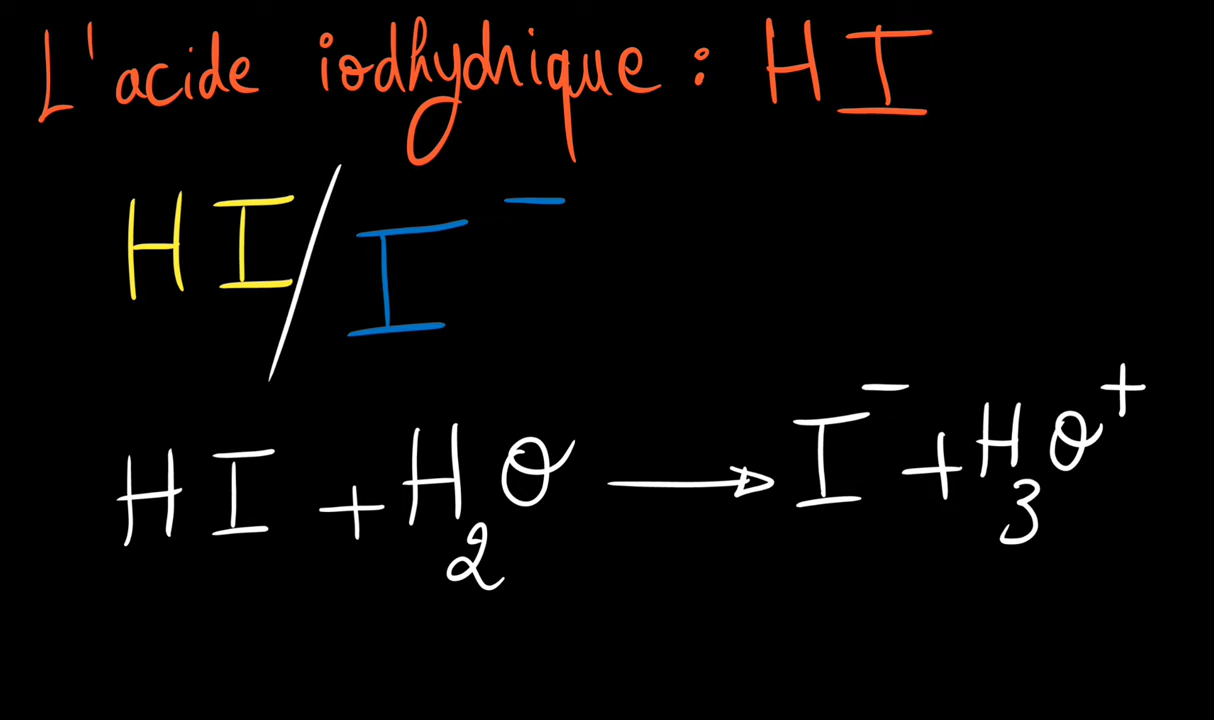 L'acide iodhydrique : HI
HI/I⁻
HI + H₂O → I⁻ + H₃O⁺